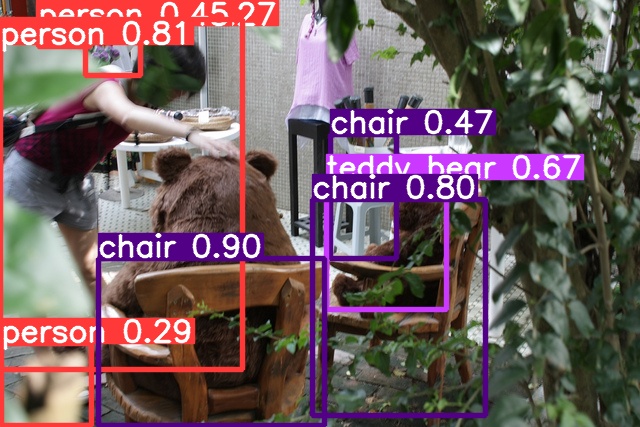 person 0.45.27
person 0.81
chair 0.47
teddy bear 0.67
chair 0.80
chair 0.90
person 0.29